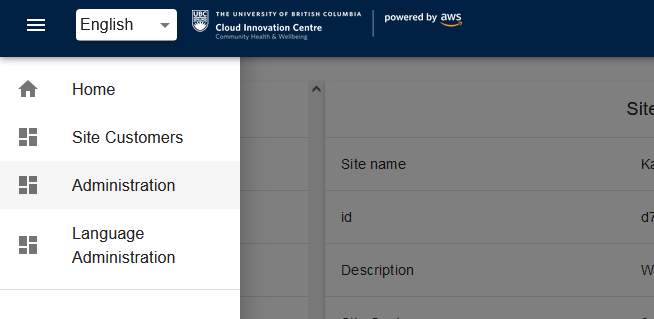 English
UBC
THE UNIVERSITY OF BRITISH COLUMBIA
Cloud Innovation Centre
Community Health & Wellbeing
powered by aws
Home
Site Customers
Administration
Language
Administration
Site
Site name
Ka
id
d7
Description